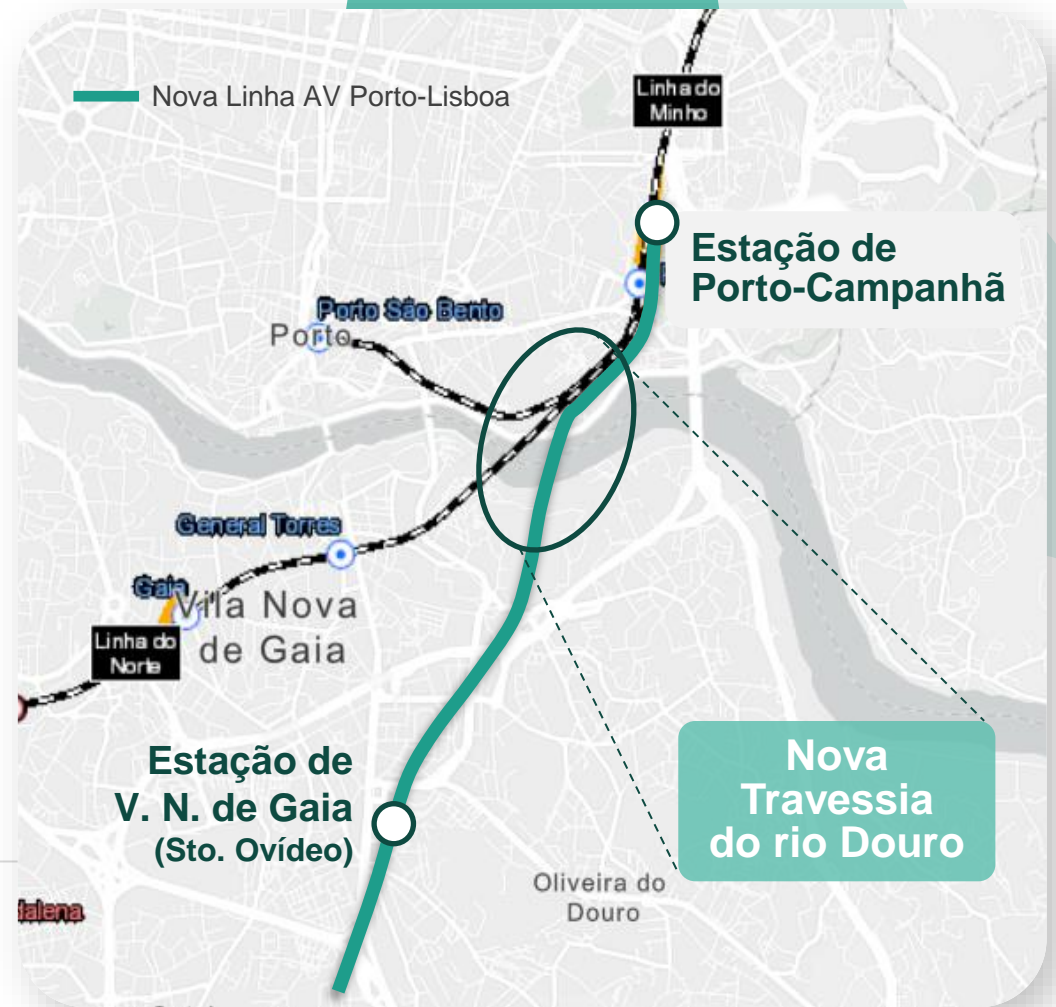 Nova Linha AV Porto-Lisboa
Linha do
Minho
Estação de
Porto-Campanhã
Porto São Bento
Porto
General Torres
Gaia
Vila Nova
de Gaia
Linha do
Norte
Estação de
V. N. de Gaia
(Sto. Ovídeo)
Nova
Travessia
do rio Douro
Oliveira do
Douro
dalena